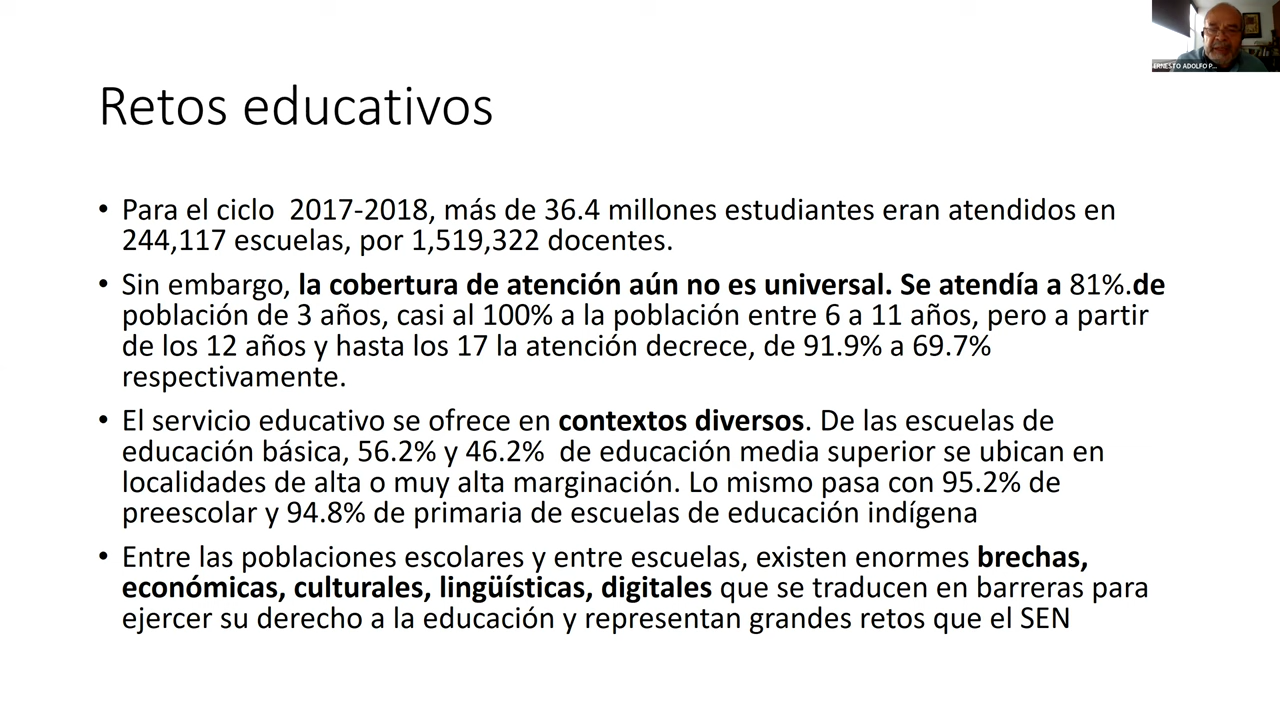 ERNESTO ADOLFO P...
Retos educativos
• Para el ciclo  2017-2018, más de 36.4 millones estudiantes eran atendidos en
244,117 escuelas, por 1,519,322 docentes.
• Sin embargo, la cobertura de atención aún no es universal. Se atendía a 81%.de
población de 3 años, casi al 100% a la población entre 6 a 11 años, pero a partir
de los 12 años y hasta los 17 la atención decrece, de 91.9% a 69.7%
respectivamente.
• El servicio educativo se ofrece en contextos diversos. De las escuelas de
educación básica, 56.2% y 46.2%  de educación media superior se ubican en
localidades de alta o muy alta marginación. Lo mismo pasa con 95.2% de
preescolar y 94.8% de primaria de escuelas de educación indígena
• Entre las poblaciones escolares y entre escuelas, existen enormes brechas,
económicas, culturales, lingüísticas, digitales que se traducen en barreras para
ejercer su derecho a la educación y representan grandes retos que el SEN